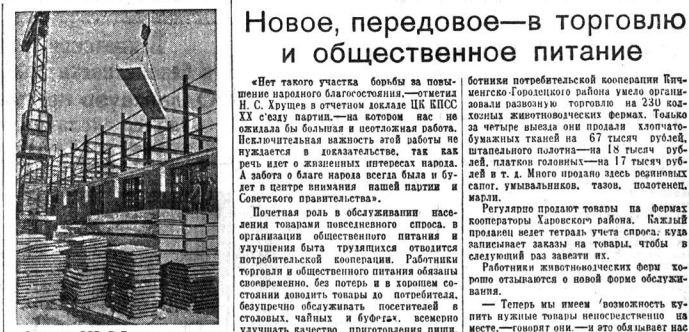 Новое, передовое—в торговлю
и общественное питание
«Нет такого участка борьбы за повы-
шение народного благосостояния,—отметил
Н. С. Хрущев в отчетном докладе ЦК КПСС
XX с'езду партии,—на котором нас не
ожидала бы большая и неотложная работа.
Исключительная важность этой работы не
нуждается в доказательстве, так как
речь идет о жизненных интересах народа.
А забота о благе народа всегда была и бу-
дет в центре внимания нашей партии и
Советского правительства».
Почетная роль в обслуживании насе-
ления товарами повседневного спроса, в
организации общественного питания и
улучшения быта трудящихся отводится
потребительской кооперации. Работники
торговли и общественного питания обязаны
своевременно, без потерь и в хорошем со-
стоянии доводить товары до потребителя,
безупречно обслуживать посетителей в
столовых, чайных и буфетах, всемерно
улучшать качество приготовления пищи,
ботники потребительской кооперации Кич-
менгско-Городецкого района умело органи-
зовали развозную торговлю на 230 кол-
хозных животноводческих фермах. Только
за четыре выезда они продали хлопчато-
бумажных тканей на 67 тысяч рублей,
штапельного полотна—на 18 тысяч руб-
лей, платков головных—на 17 тысяч руб-
лей и т. д. Много продано здесь резиновых
сапог, умывальников, тазов, полотенец,
марли.
Регулярно продают товары на фермах
кооператоры Харовского района. Каждый
продавец ведет тетрадь учета спроса, куда
записывает заказы на товары, чтобы в
следующий раз завезти их.
Работники животноводческих ферм хо-
рошо отзываются о новой форме обслужи-
вания.
— Теперь мы имеем возможность ку-
пить нужные товары непосредственно на
месте,—говорят они,—и это обязывает нас